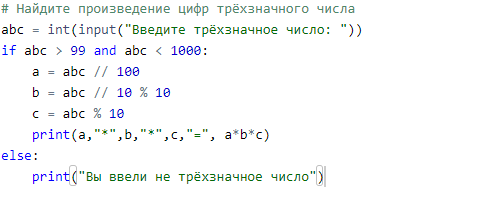 # Найдите произведение цифр трёхзначного числа
abc = int(input("Введите трёхзначное число: "))
if abc > 99 and abc < 1000:
    a = abc // 100
    b = abc // 10 % 10
    c = abc % 10
    print(a,"*",b,"*",c,"=", a*b*c)
else:
    print("Вы ввели не трёхзначное число")